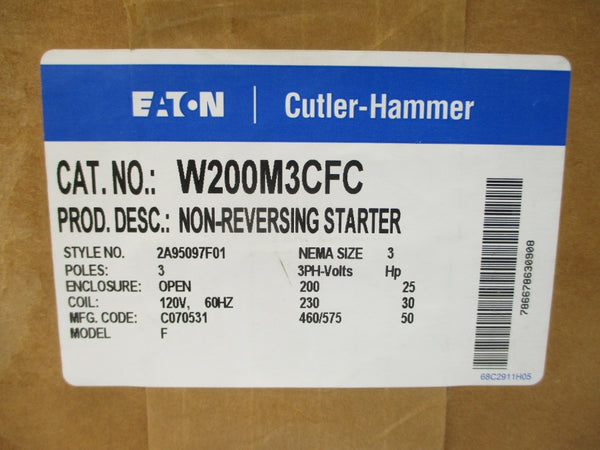 EATON | Cutler-Hammer
CAT. NO.: W200M3CFC
PROD. DESC.: NON-REVERSING STARTER
STYLE NO. 2A95097F01 NEMA SIZE 3
POLES: 3 3PH-Volts Hp
ENCLOSURE: OPEN 200 25
COIL: 120V, 60HZ 230 30
MFG. CODE: C070531 460/575 50
MODEL F
786678630908
68C2911H05